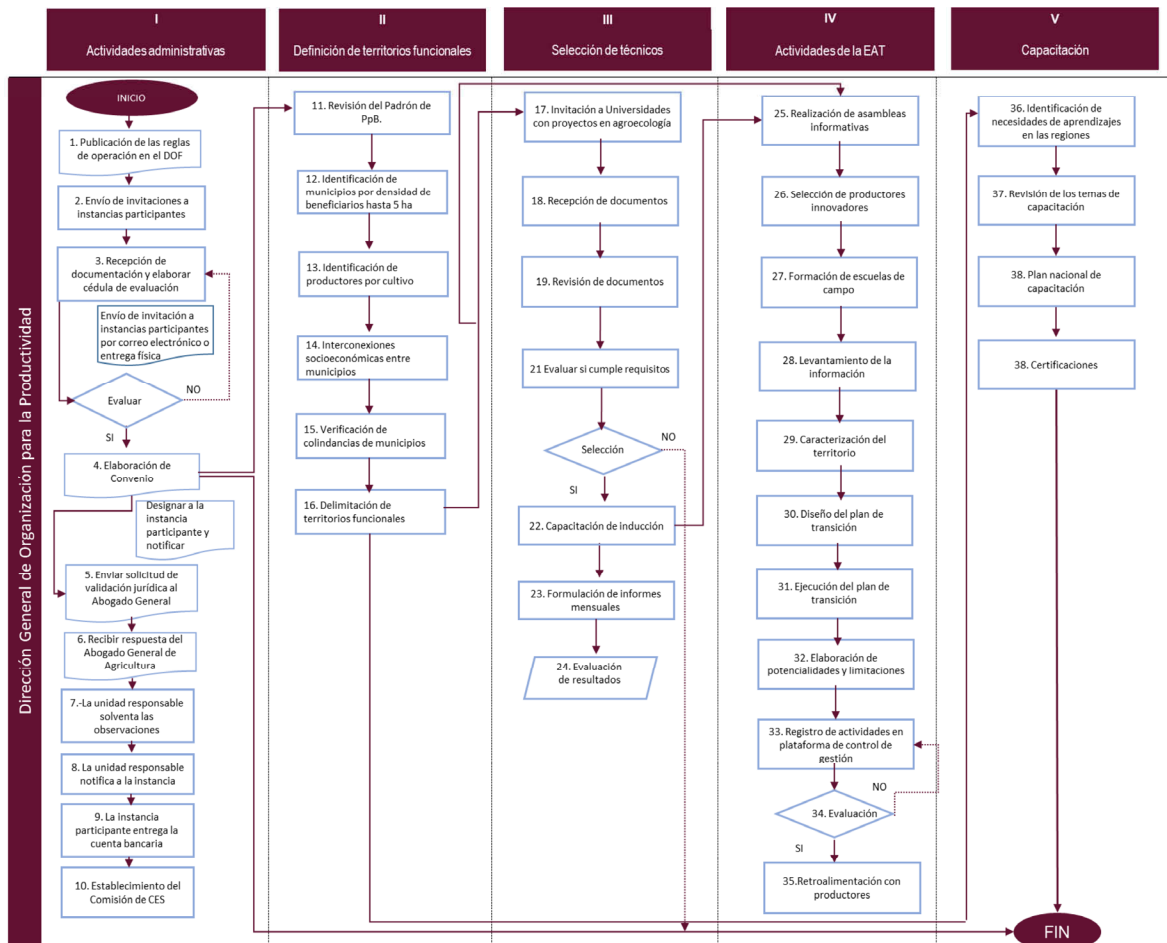 I
Actividades administrativas
II
Definición de territorios funcionales
III
Selección de técnicos
IV
Actividades de la EAT
V
Capacitación
Dirección General de Organización para la Productividad
INICIO
1. Publicación de las reglas
de operación en el DOF
2. Envío de invitaciones a
instancias participantes
3. Recepción de
documentación y elaborar
cédula de evaluación
Envío de invitación a
instancias participantes
por correo electrónico o
entrega física
Evaluar
NO
SI
4. Elaboración de
Convenio
Designar a la
instancia
participante y
notificar
5. Enviar solicitud de
validación jurídica al
Abogado General
6. Recibir respuesta del
Abogado General de
Agricultura
7.-La unidad responsable
solventa las
observaciones
8. La unidad responsable
notifica a la instancia
9. La instancia
participante entrega la
cuenta bancaria
10. Establecimiento del
Comisión de CES
11. Revisión del Padrón de
PpB.
12. Identificación de
municipios por densidad de
beneficiarios hasta 5 ha
13. Identificación de
productores por cultivo
14. Interconexiones
socioeconómicas entre
municipios
15. Verificación de
colindancias de municipios
16. Delimitación de
territorios funcionales
17. Invitación a Universidades
con proyectos en agroecología
18. Recepción de documentos
19. Revisión de documentos
21 Evaluar si cumple requisitos
Selección
NO
SI
22. Capacitación de inducción
23. Formulación de informes
mensuales
24. Evaluación
de resultados
25. Realización de asambleas
informativas
26. Selección de productores
innovadores
27. Formación de escuelas de
campo
28. Levantamiento de la
información
29. Caracterización del
territorio
30. Diseño del plan de
transición
31. Ejecución del plan de
transición
32. Elaboración de
potencialidades y limitaciones
33. Registro de actividades en
plataforma de control de
gestión
NO
34. Evaluación
SI
35.Retroalimentación con
productores
36. Identificación de
necesidades de aprendizajes
en las regiones
37. Revisión de los temas de
capacitación
38. Plan nacional de
capacitación
38. Certificaciones
FIN